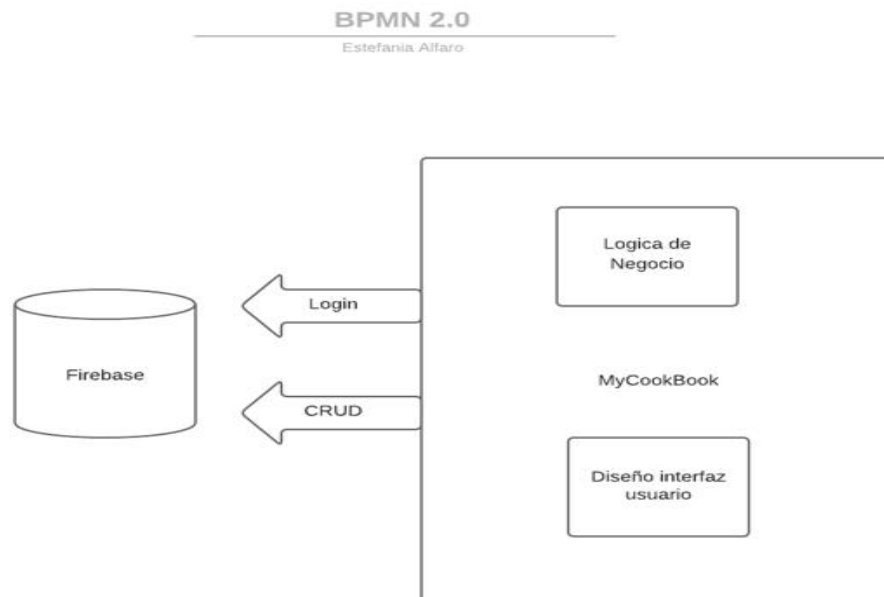 BPMN 2.0
Estefania Alfaro
Logica de
Negocio
Login
Firebase
MyCookBook
CRUD
Diseño interfaz
usuario